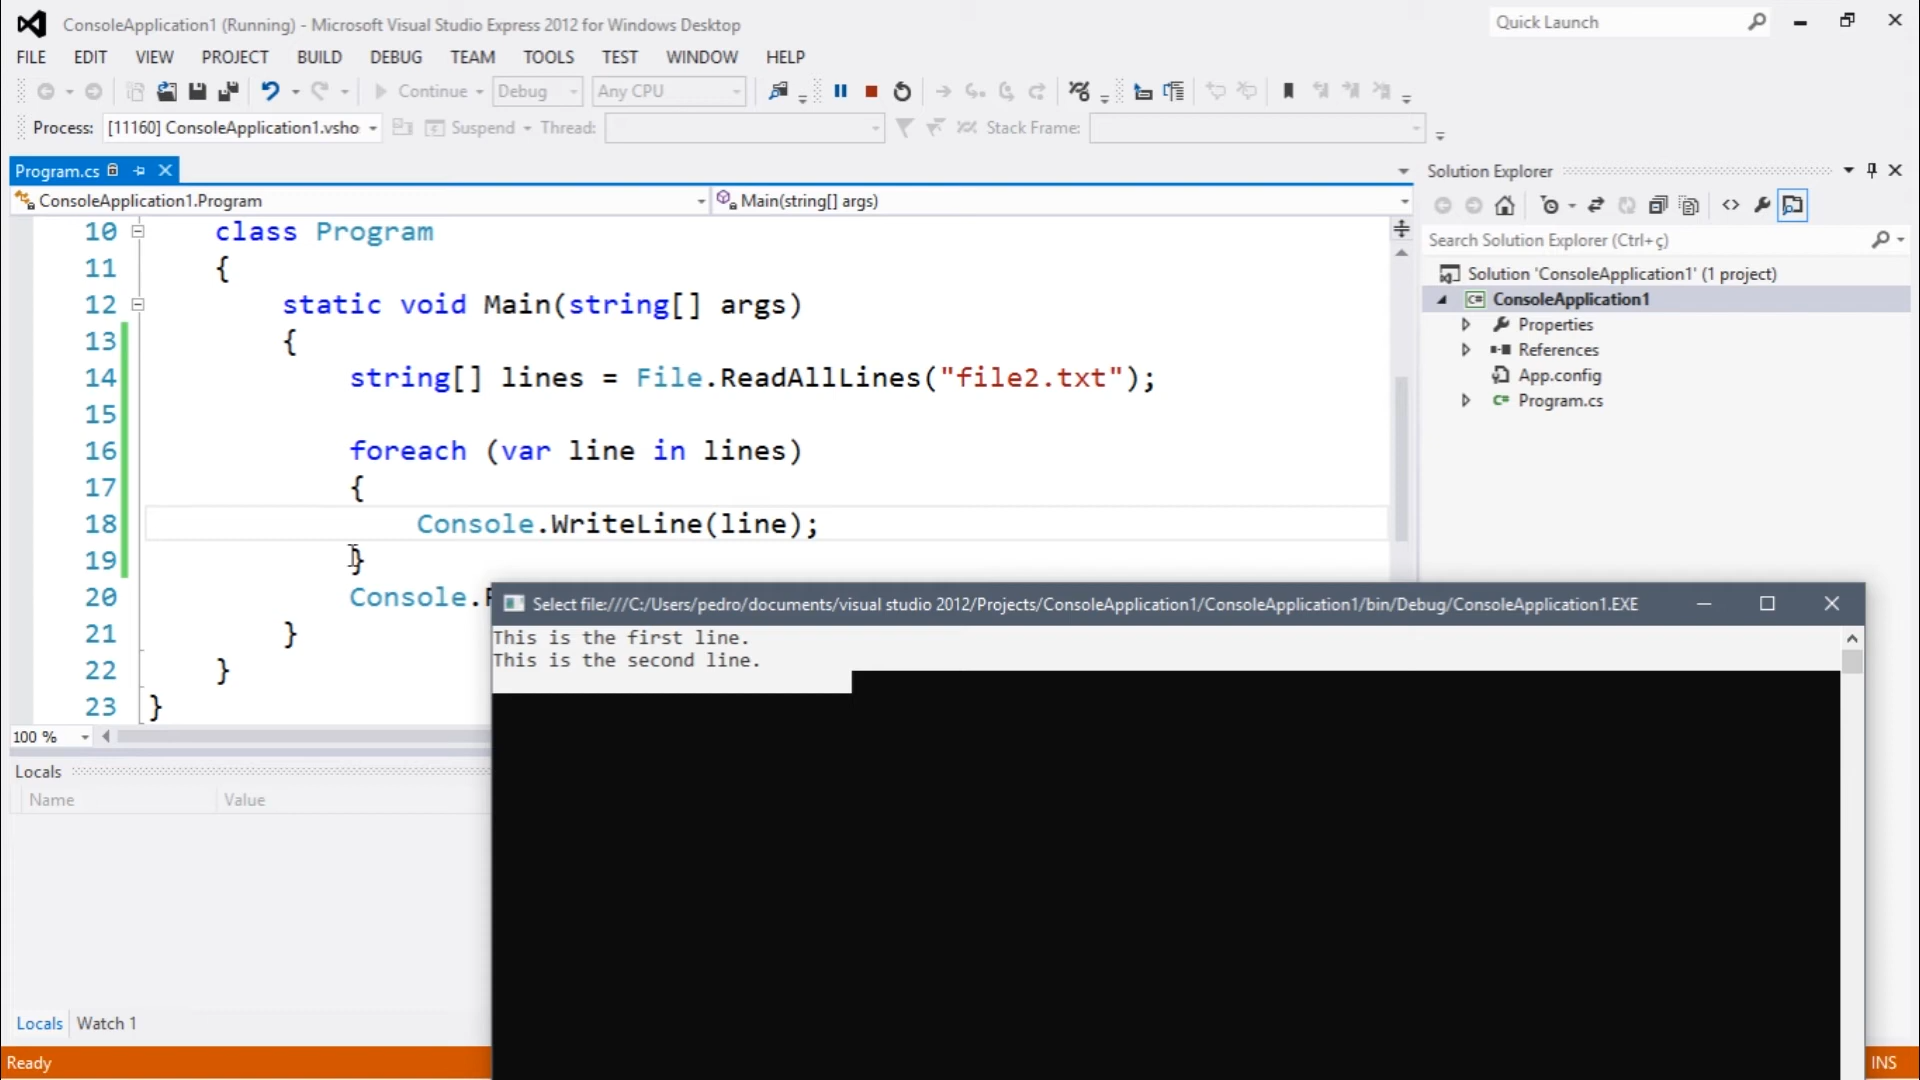 ConsoleApplication1 (Running) - Microsoft Visual Studio Express 2012 for Windows Desktop
Quick Launch
FILE EDIT VIEW PROJECT BUILD DEBUG TEAM TOOLS TEST WINDOW HELP
Continue Debug Any CPU
Process: [11160] ConsoleApplication1.vsho Suspend Thread: Stack Frame:
Program.cs
ConsoleApplication1.Program Main(string[] args)
10 class Program
11 {
12 static void Main(string[] args)
13 {
14 string[] lines = File.ReadAllLines("file2.txt");
15
16 foreach (var line in lines)
17 {
18 Console.WriteLine(line);
19 }
20 Console.
21 }
22 }
23 }
100 %
Locals
Name Value
Locals Watch 1
Ready
INS
Solution Explorer
Search Solution Explorer (Ctrl+ç)
Solution 'ConsoleApplication1' (1 project)
C# ConsoleApplication1
Properties
References
App.config
C# Program.cs
Select file:///C:/Users/pedro/documents/visual studio 2012/Projects/ConsoleApplication1/ConsoleApplication1/bin/Debug/ConsoleApplication1.EXE
This is the first line.
This is the second line.